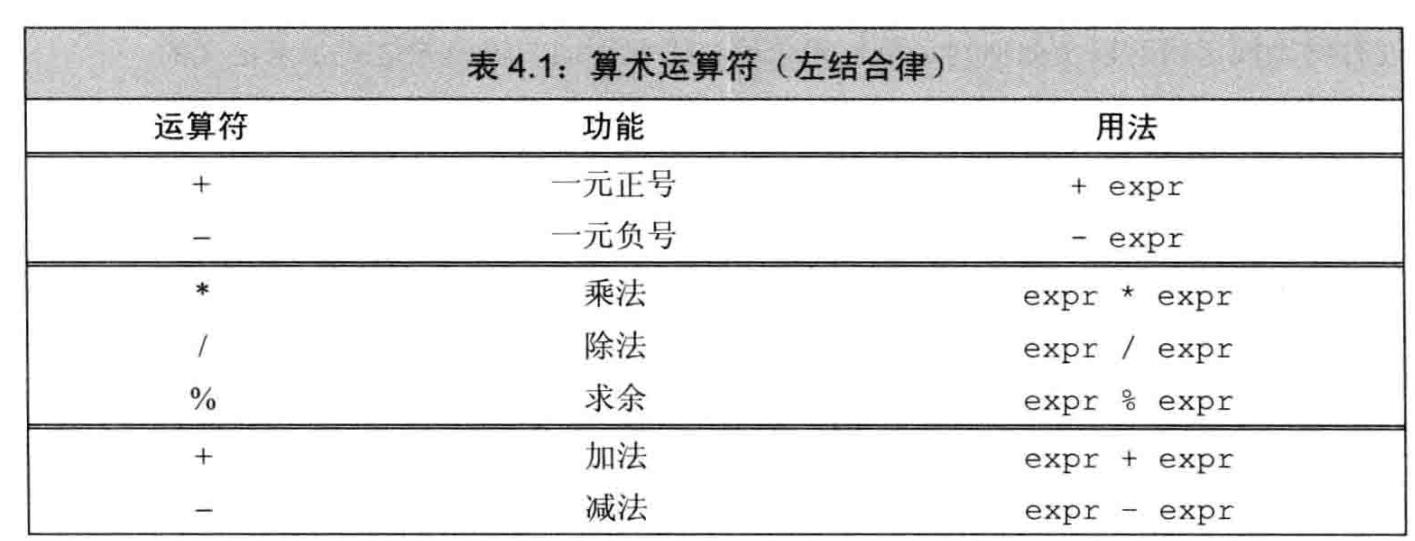 表 4.1：算术运算符（左结合律）
运算符 功能 用法
+ 一元正号 + expr
– 一元负号 - expr
* 乘法 expr * expr
/ 除法 expr / expr
% 求余 expr % expr
+ 加法 expr + expr
– 减法 expr - expr